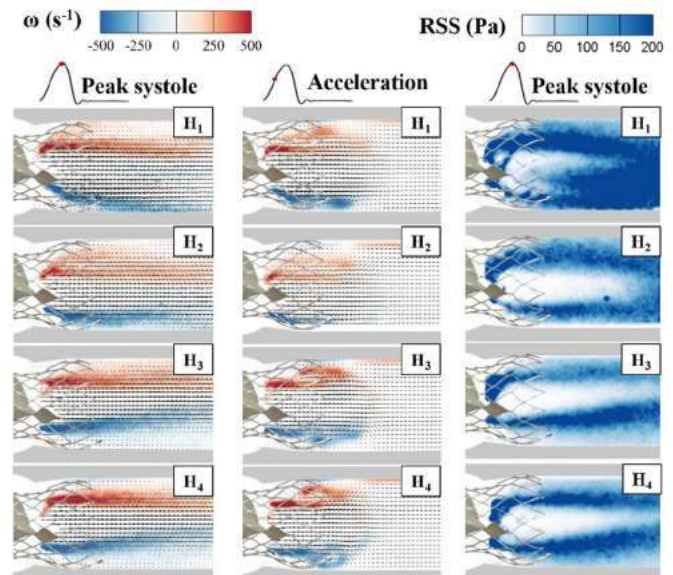 ω (s⁻¹)
-500 -250 0 250 500
RSS (Pa)
0 50 100 150 200
Peak systole
Acceleration
Peak systole
H₁
H₁
H₁
H₂
H₂
H₂
H₃
H₃
H₃
H₄
H₄
H₄